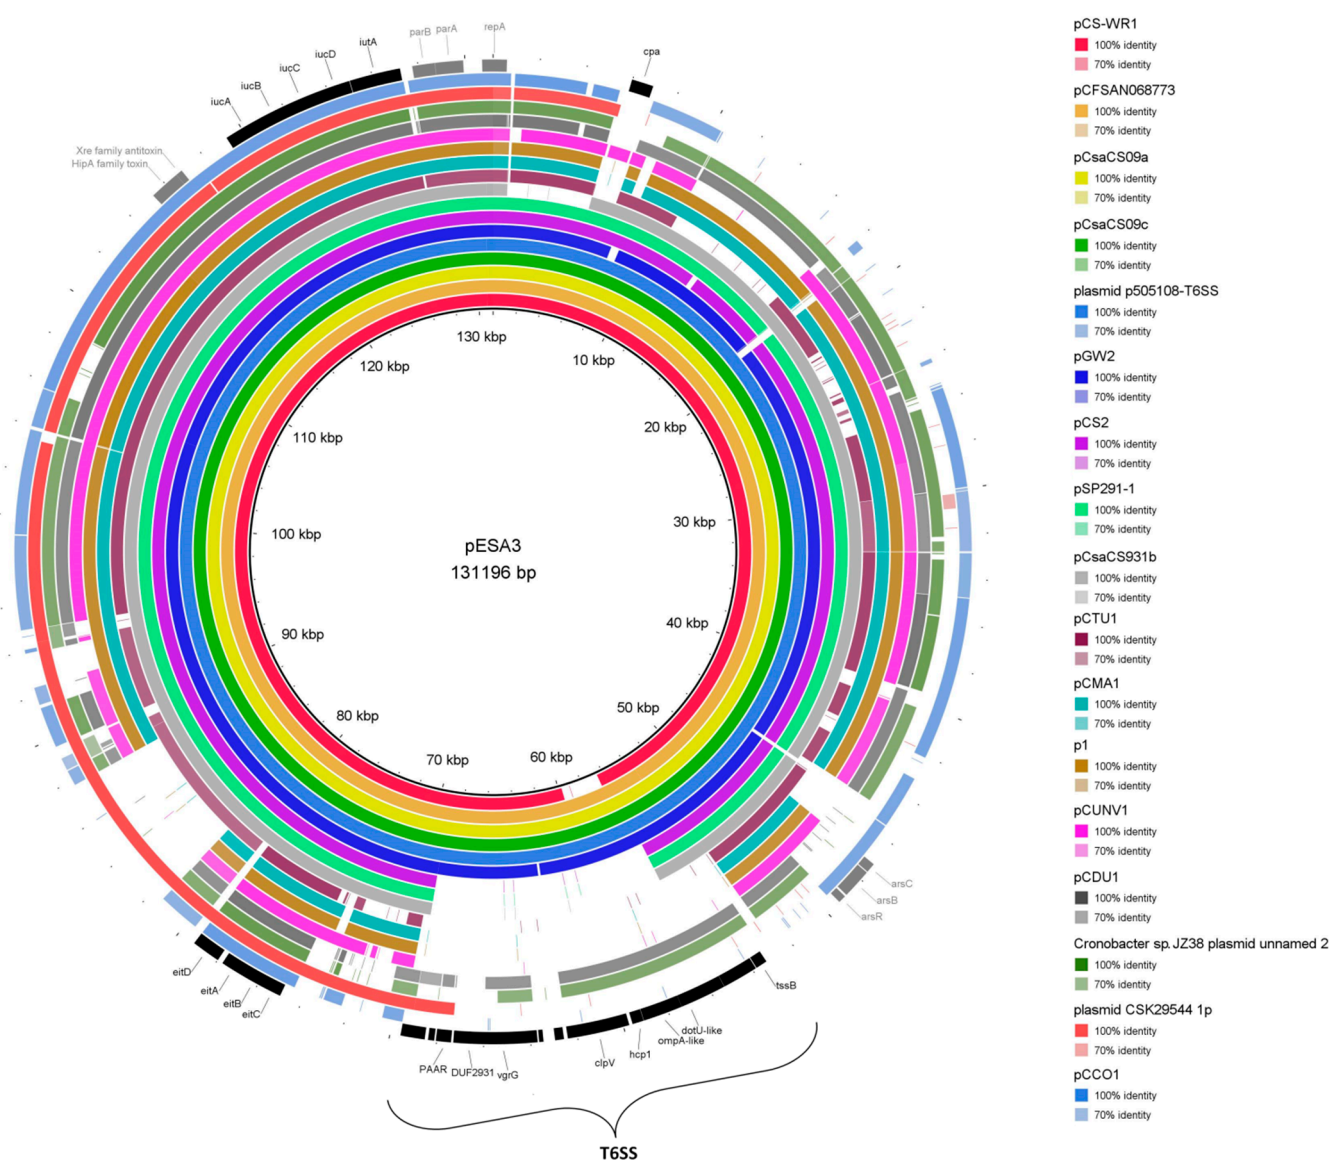 pCS-WR1
100% identity
70% identity
pCFSAN068773
100% identity
70% identity
pCsaCS09a
100% identity
70% identity
pCsaCS09c
100% identity
70% identity
plasmid p505108-T6SS
100% identity
70% identity
pGW2
100% identity
70% identity
pCS2
100% identity
70% identity
pSP291-1
100% identity
70% identity
pCsaCS931b
100% identity
70% identity
pCTU1
100% identity
70% identity
pCMA1
100% identity
70% identity
p1
100% identity
70% identity
pCUNV1
100% identity
70% identity
pCDU1
100% identity
70% identity
Cronobacter sp. JZ38 plasmid unnamed 2
100% identity
70% identity
plasmid CSK29544 1p
100% identity
70% identity
pCCO1
100% identity
70% identity
repA
parA
parB
iutA
iucD
iucC
iucB
iucA
cpa
Xre family antitoxin
HipA family toxin
130 kbp
10 kbp
20 kbp
30 kbp
40 kbp
50 kbp
60 kbp
70 kbp
80 kbp
90 kbp
100 kbp
110 kbp
120 kbp
pESA3
131196 bp
arsC
arsB
arsR
eitD
eitA
eitB
eitC
tssB
dotU-like
ompA-like
hcp1
clpV
vgrG
DUF2931
PAAR
T6SS